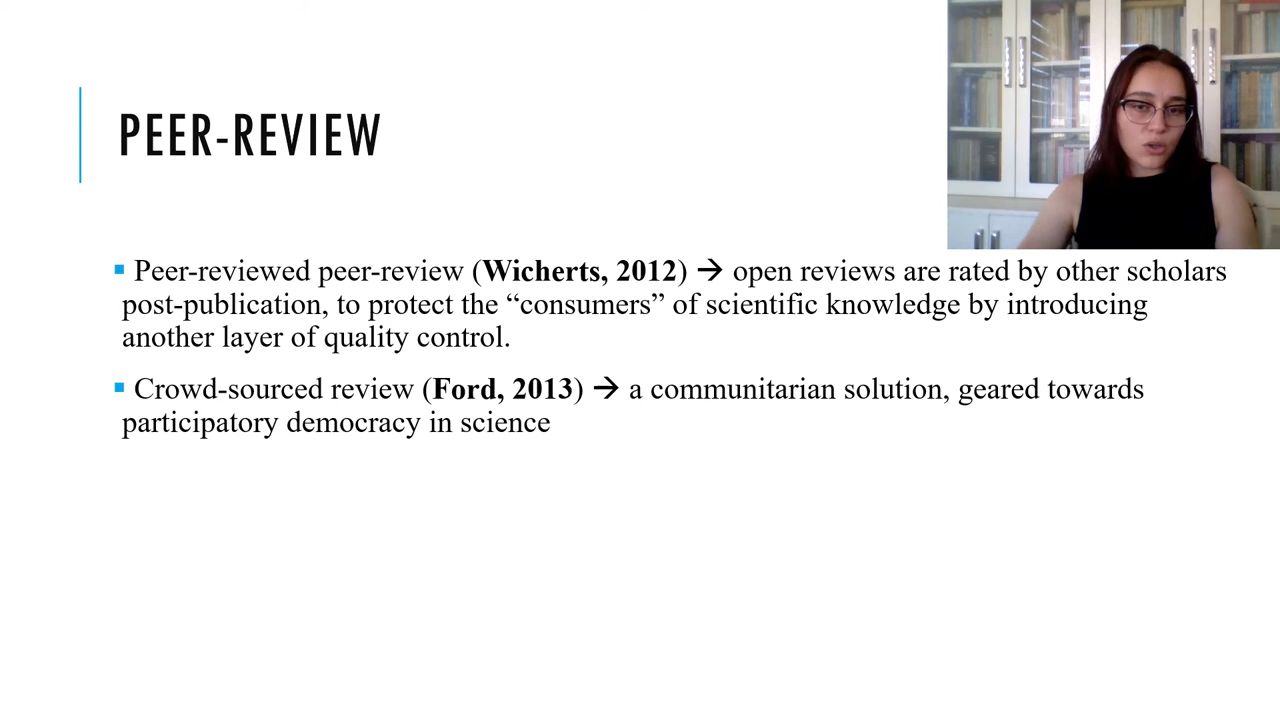 PEER-REVIEW
▪ Peer-reviewed peer-review (Wicherts, 2012) → open reviews are rated by other scholars
post-publication, to protect the “consumers” of scientific knowledge by introducing
another layer of quality control.
▪ Crowd-sourced review (Ford, 2013) → a communitarian solution, geared towards
participatory democracy in science